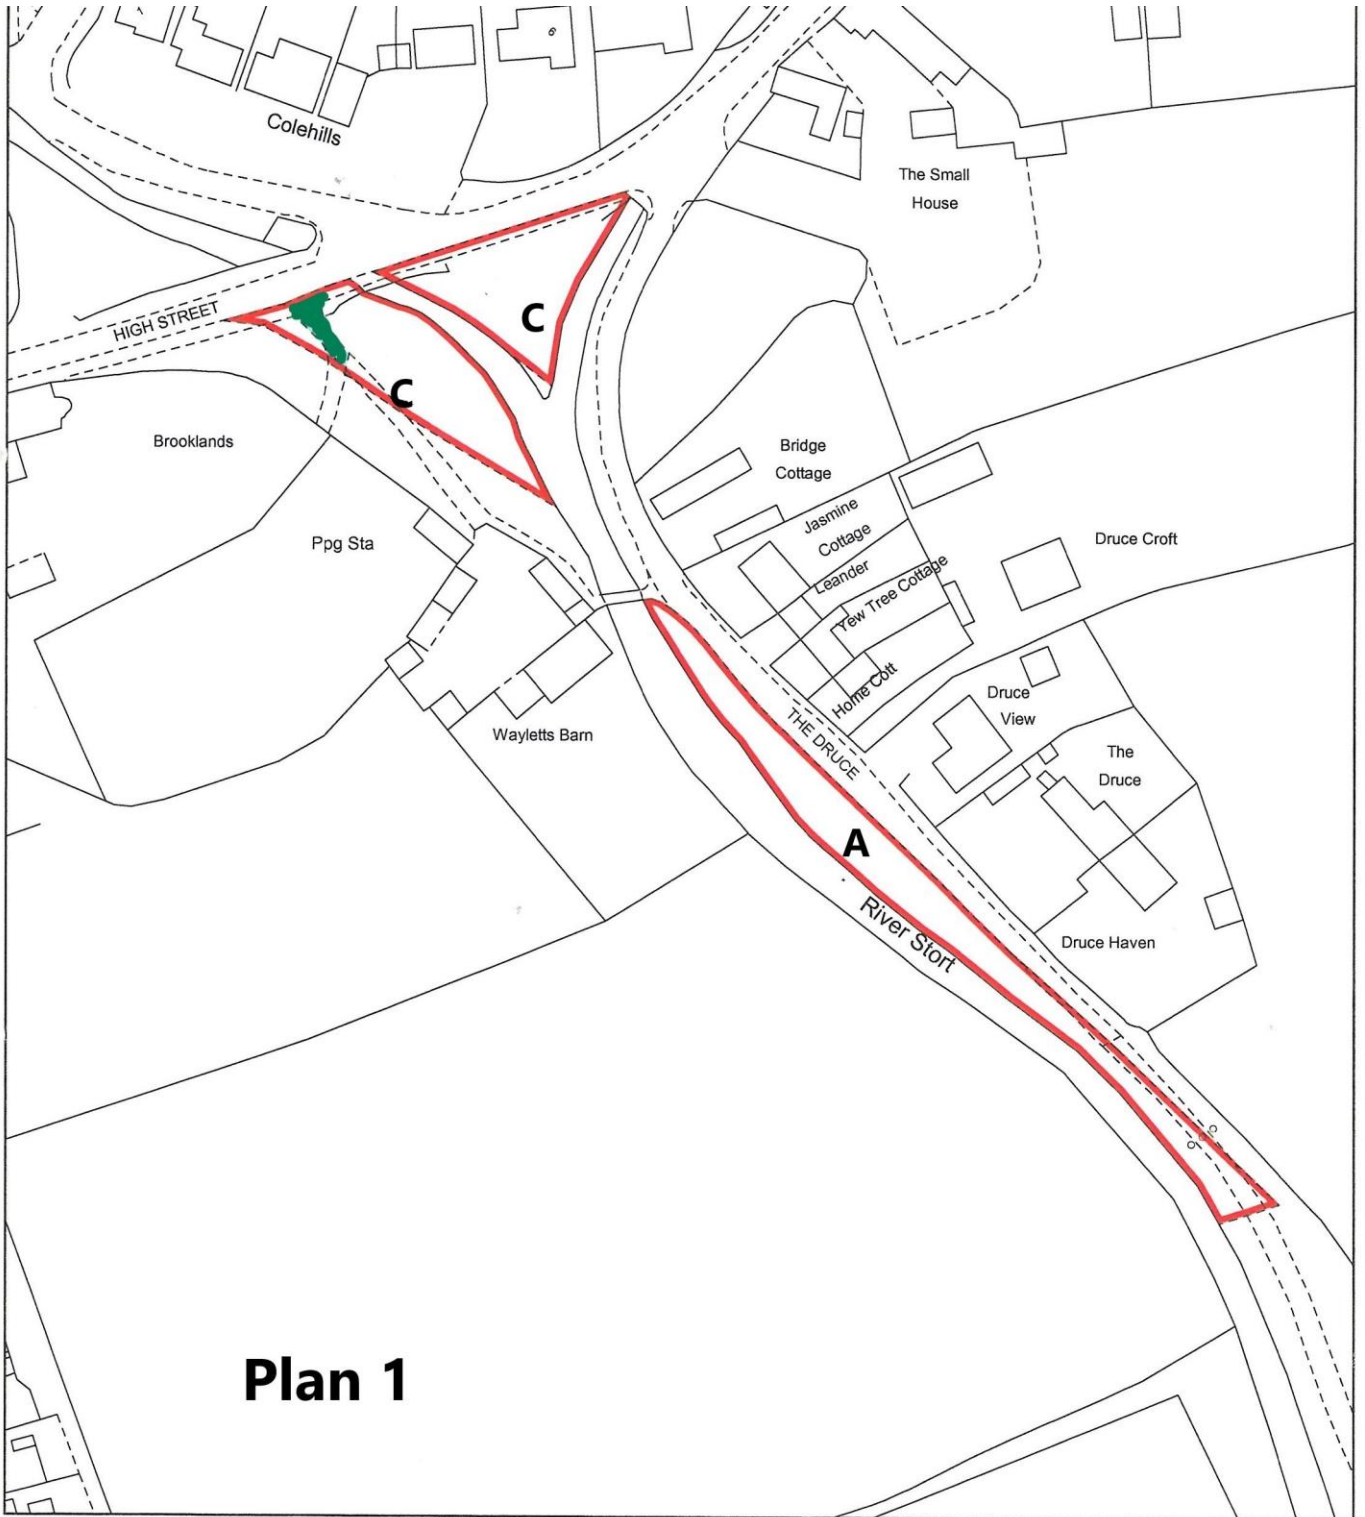 6
Colehills
The Small
House
C
HIGH STREET
C
Brooklands
Bridge
Cottage
Jasmine
Cottage
Druce Croft
Ppg Sta
Leander
Yew Tree Cottage
Home Cott
Druce
View
THE DRUCE
Wayletts Barn
The
Druce
A
River Stort
Druce Haven
Plan 1